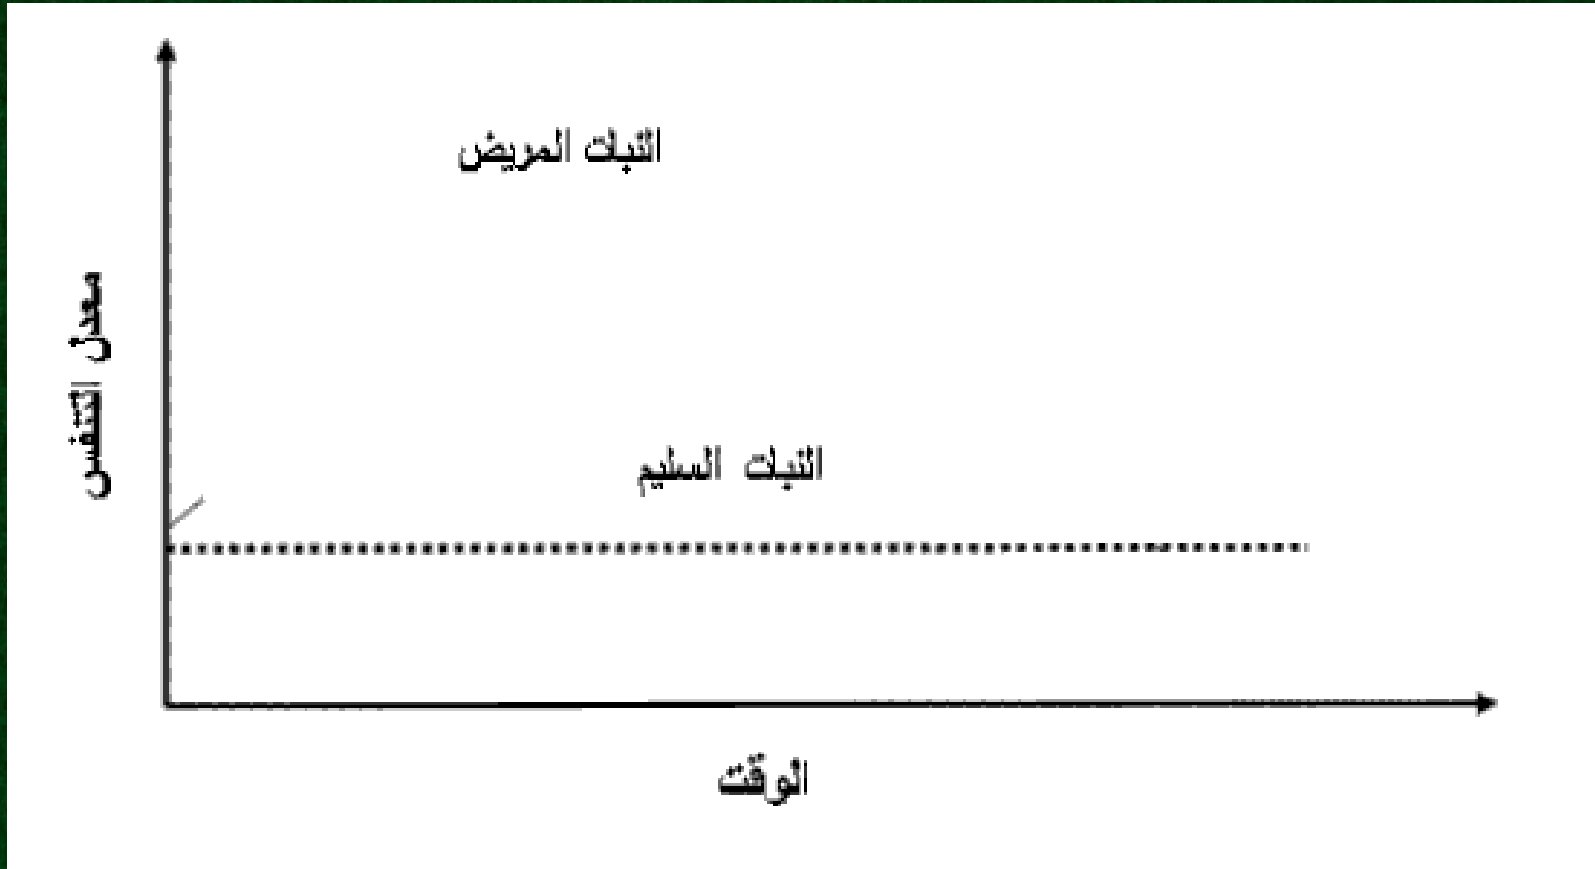 النبات المريض
معدل التنفس
النبات السليم
الوقت